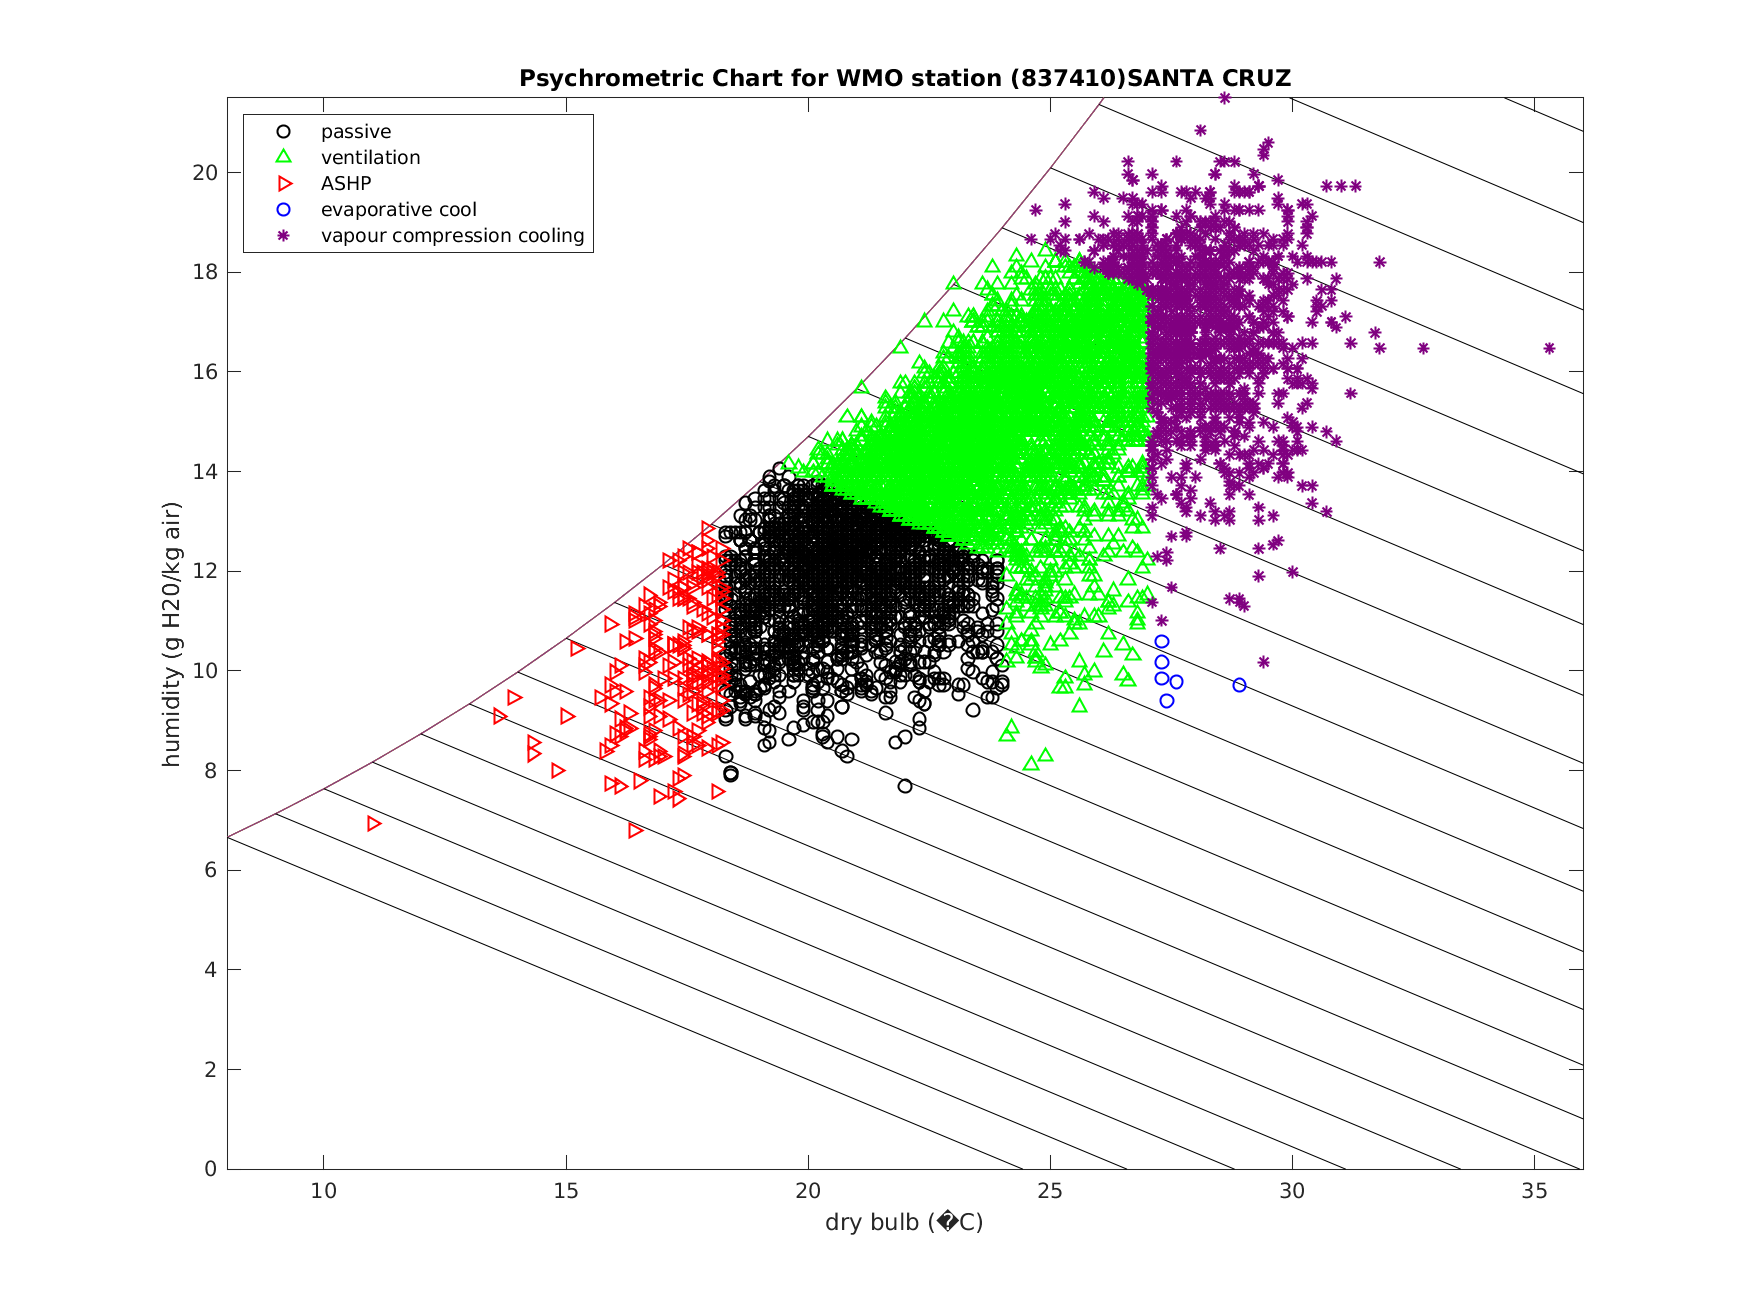 Psychrometric Chart for WMO station (837410)SANTA CRUZ
passive
ventilation
ASHP
evaporative cool
vapour compression cooling
humidity (g H20/kg air)
20
18
16
14
12
10
8
6
4
2
0
10 15 20 25 30 35
dry bulb (�C)